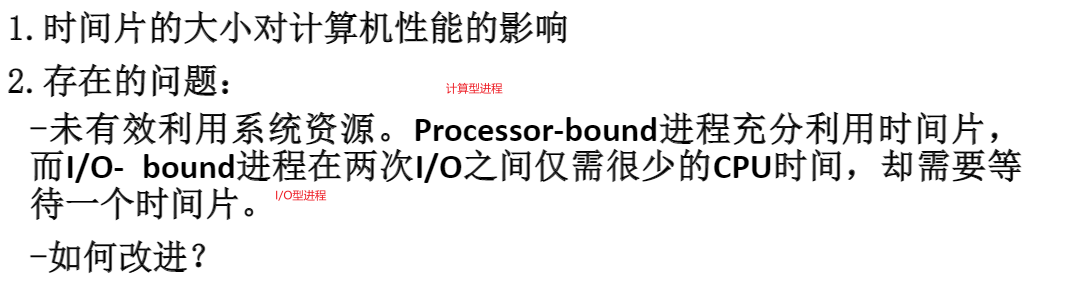 1.时间片的大小对计算机性能的影响
2.存在的问题：
计算型进程
–未有效利用系统资源。Processor-bound进程充分利用时间片，
而I/O- bound进程在两次I/O之间仅需很少的CPU时间，却需要等
待一个时间片。
I/O型进程
–如何改进？